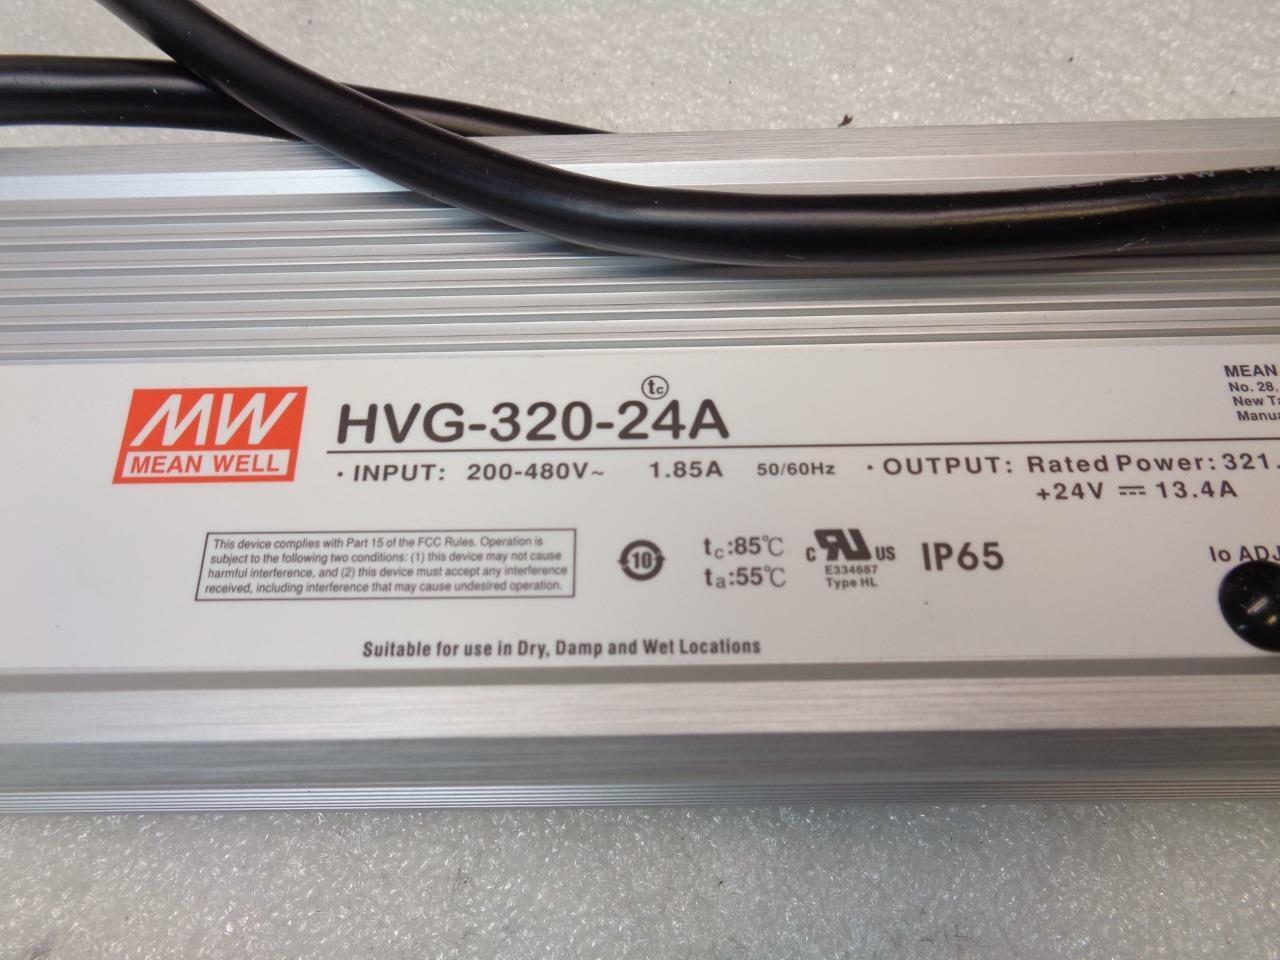 SJTW
MW
MEAN WELL
tc
HVG-320-24A
· INPUT: 200-480V~ 1.85A 50/60Hz
· OUTPUT: Rated Power: 321.
+24V ⎓ 13.4A
MEAN
No. 28,
New Ta
Manu
This device complies with Part 15 of the FCC Rules. Operation is
subject to the following two conditions: (1) this device may not cause
harmful interference, and (2) this device must accept any interference
received, including interference that may cause undesired operation.
10
tc:85℃
ta:55℃
c RU US
E334687
Type HL
IP65
Io ADJ
Suitable for use in Dry, Damp and Wet Locations